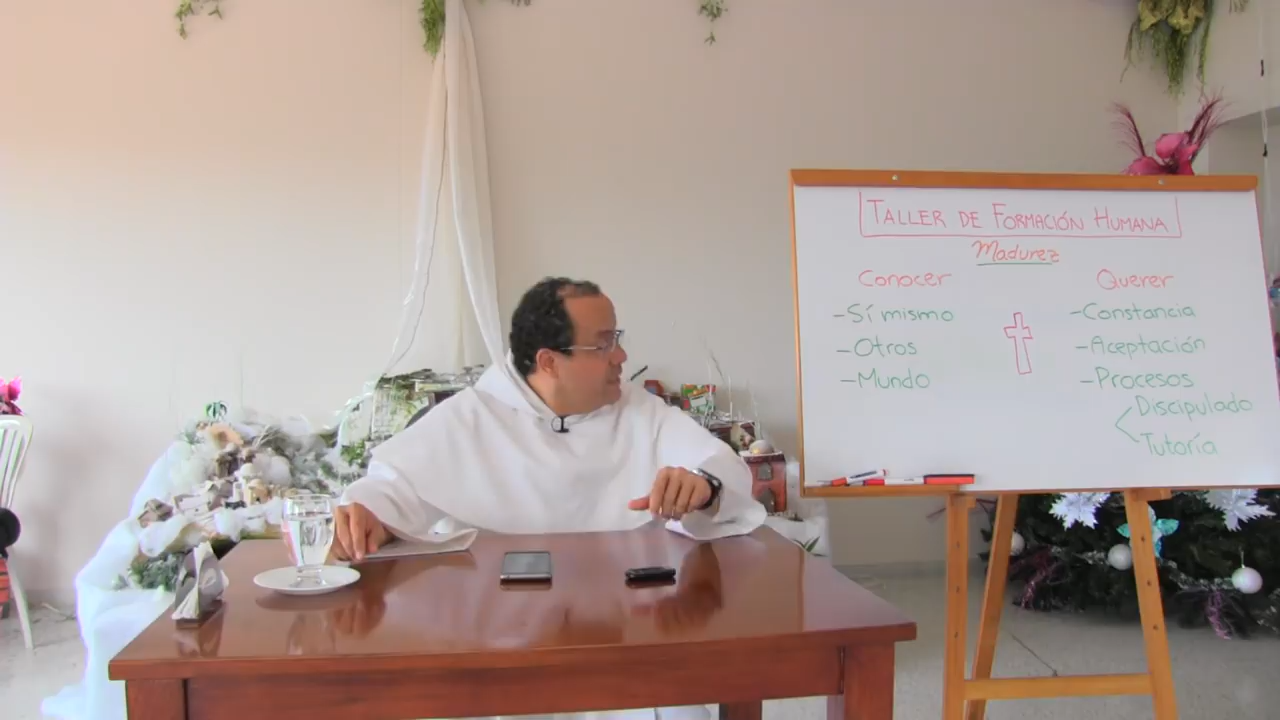 TALLER DE FORMACIÓN HUMANA
Madurez
Conocer
-Sí mismo
-Otros
-Mundo
Querer
-Constancia
-Aceptación
-Procesos
Discipulado
Tutoría